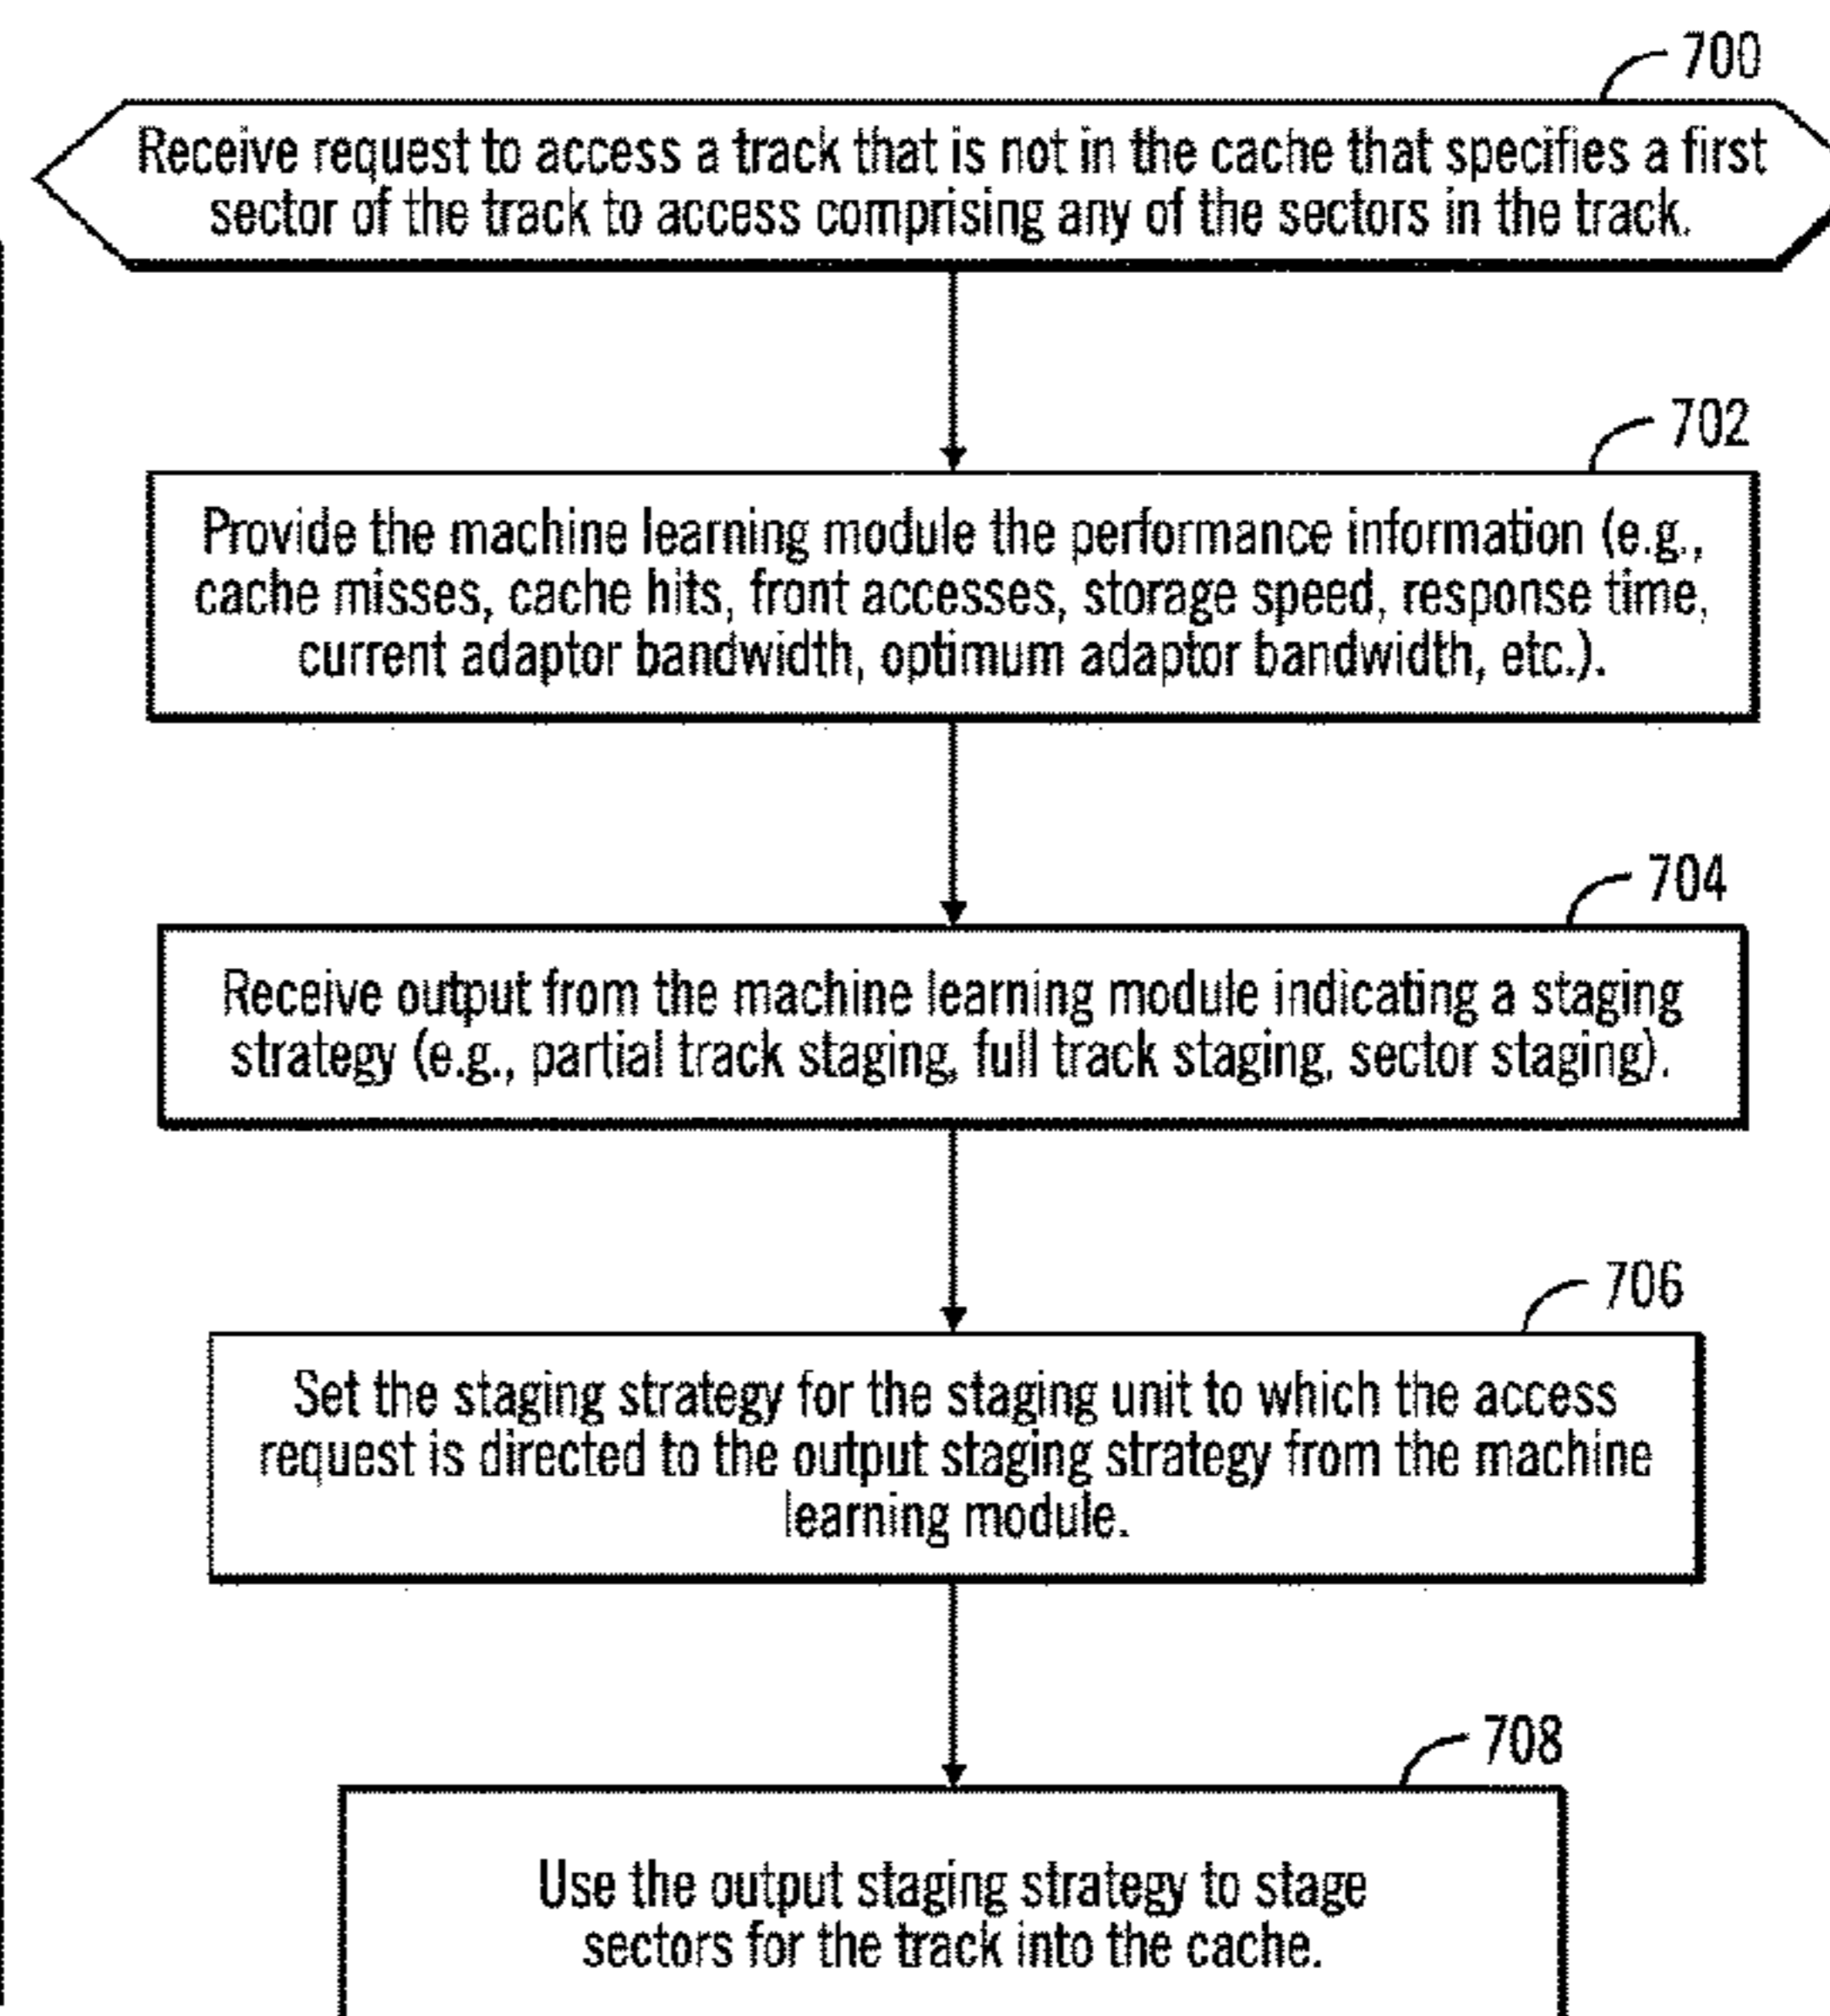 700
Receive request to access a track that is not in the cache that specifies a first
sector of the track to access comprising any of the sectors in the track.
702
Provide the machine learning module the performance information (e.g.,
cache misses, cache hits, front accesses, storage speed, response time,
current adaptor bandwidth, optimum adaptor bandwidth, etc.).
704
Receive output from the machine learning module indicating a staging
strategy (e.g., partial track staging, full track staging, sector staging).
706
Set the staging strategy for the staging unit to which the access
request is directed to the output staging strategy from the machine
learning module.
708
Use the output staging strategy to stage
sectors for the track into the cache.